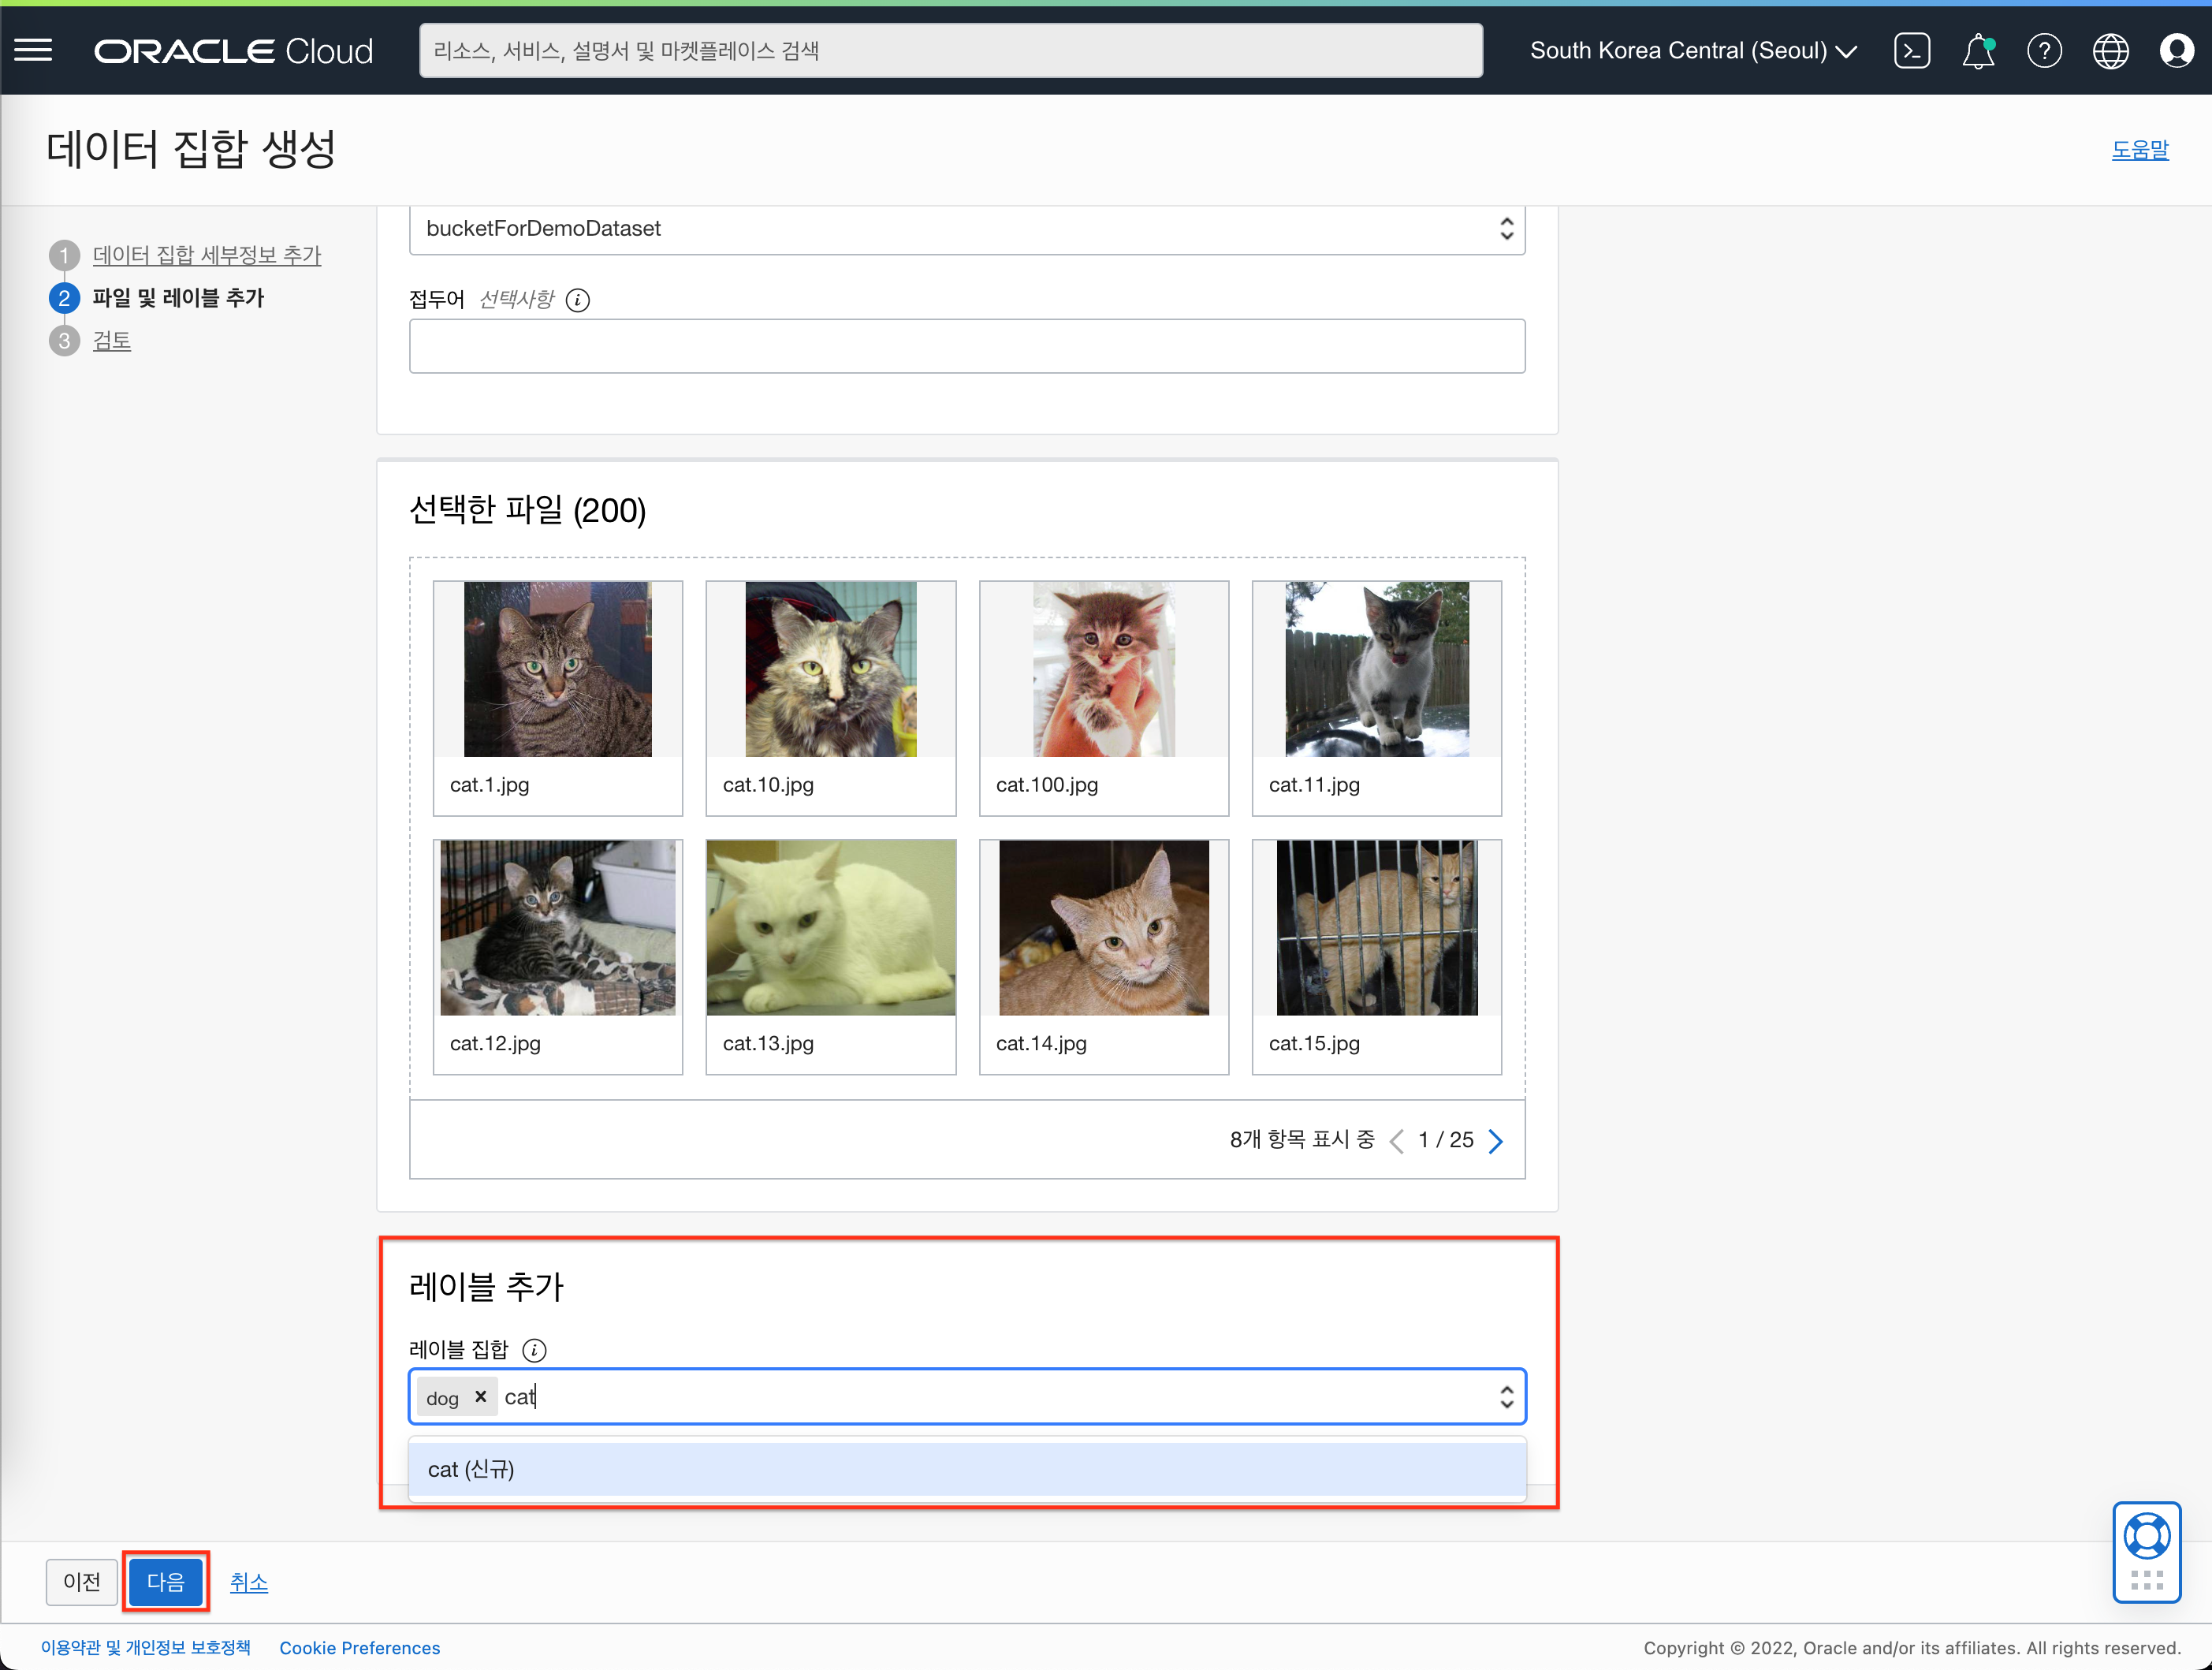 ORACLE Cloud
리소스, 서비스, 설명서 및 마켓플레이스 검색
South Korea Central (Seoul)
데이터 집합 생성
도움말
1 데이터 집합 세부정보 추가
2 파일 및 레이블 추가
3 검토
bucketForDemoDataset
접두어 선택사항
선택한 파일 (200)
cat.1.jpg
cat.10.jpg
cat.100.jpg
cat.11.jpg
cat.12.jpg
cat.13.jpg
cat.14.jpg
cat.15.jpg
8개 항목 표시 중 1 / 25
레이블 추가
레이블 집합
dog × cat
cat (신규)
이전 다음 취소
이용약관 및 개인정보 보호정책 Cookie Preferences
Copyright © 2022, Oracle and/or its affiliates. All rights reserved.